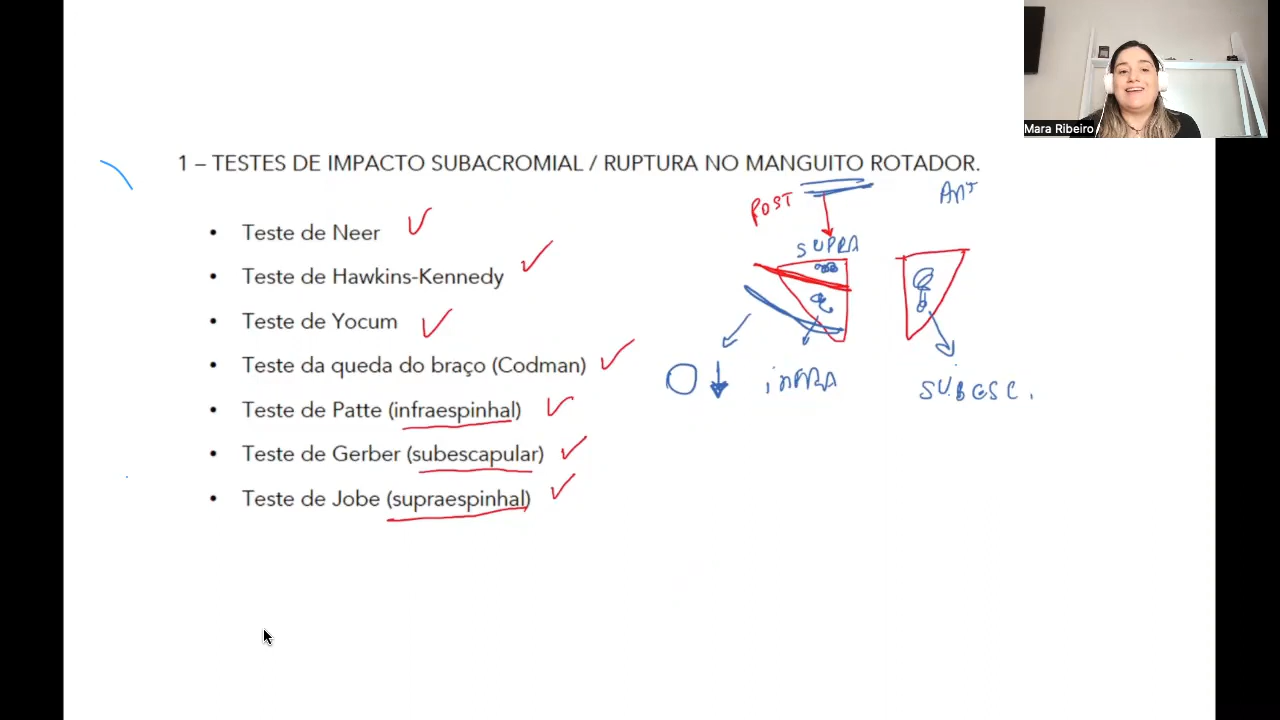 Mara Ribeiro
1 – TESTES DE IMPACTO SUBACROMIAL / RUPTURA NO MANGUITO ROTADOR.
POST
ANT
SUPRA
• Teste de Neer
• Teste de Hawkins-Kennedy
• Teste de Yocum
• Teste da queda do braço (Codman)
• Teste de Patte (infraespinhal)
• Teste de Gerber (subescapular)
• Teste de Jobe (supraespinhal)
INFRA
SUBESC.